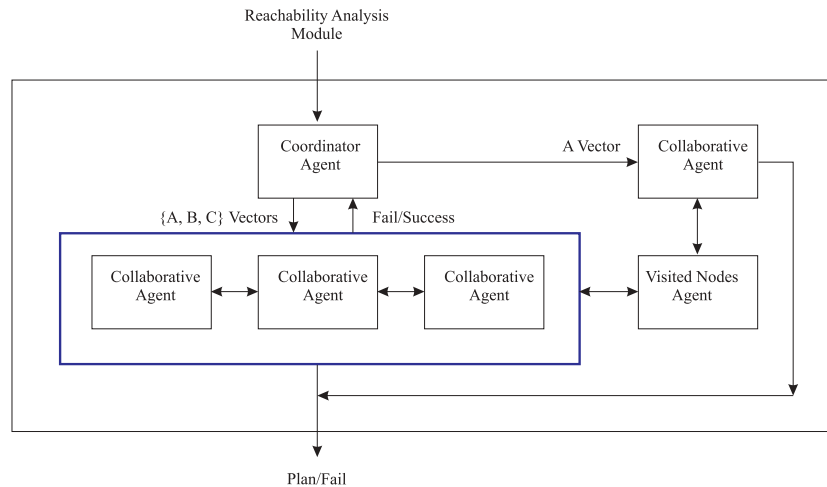 Reachability Analysis
Module
Coordinator
Agent
A Vector
Collaborative
Agent
{A, B, C} Vectors
Fail/Success
Collaborative
Agent
Collaborative
Agent
Collaborative
Agent
Visited Nodes
Agent
Plan/Fail